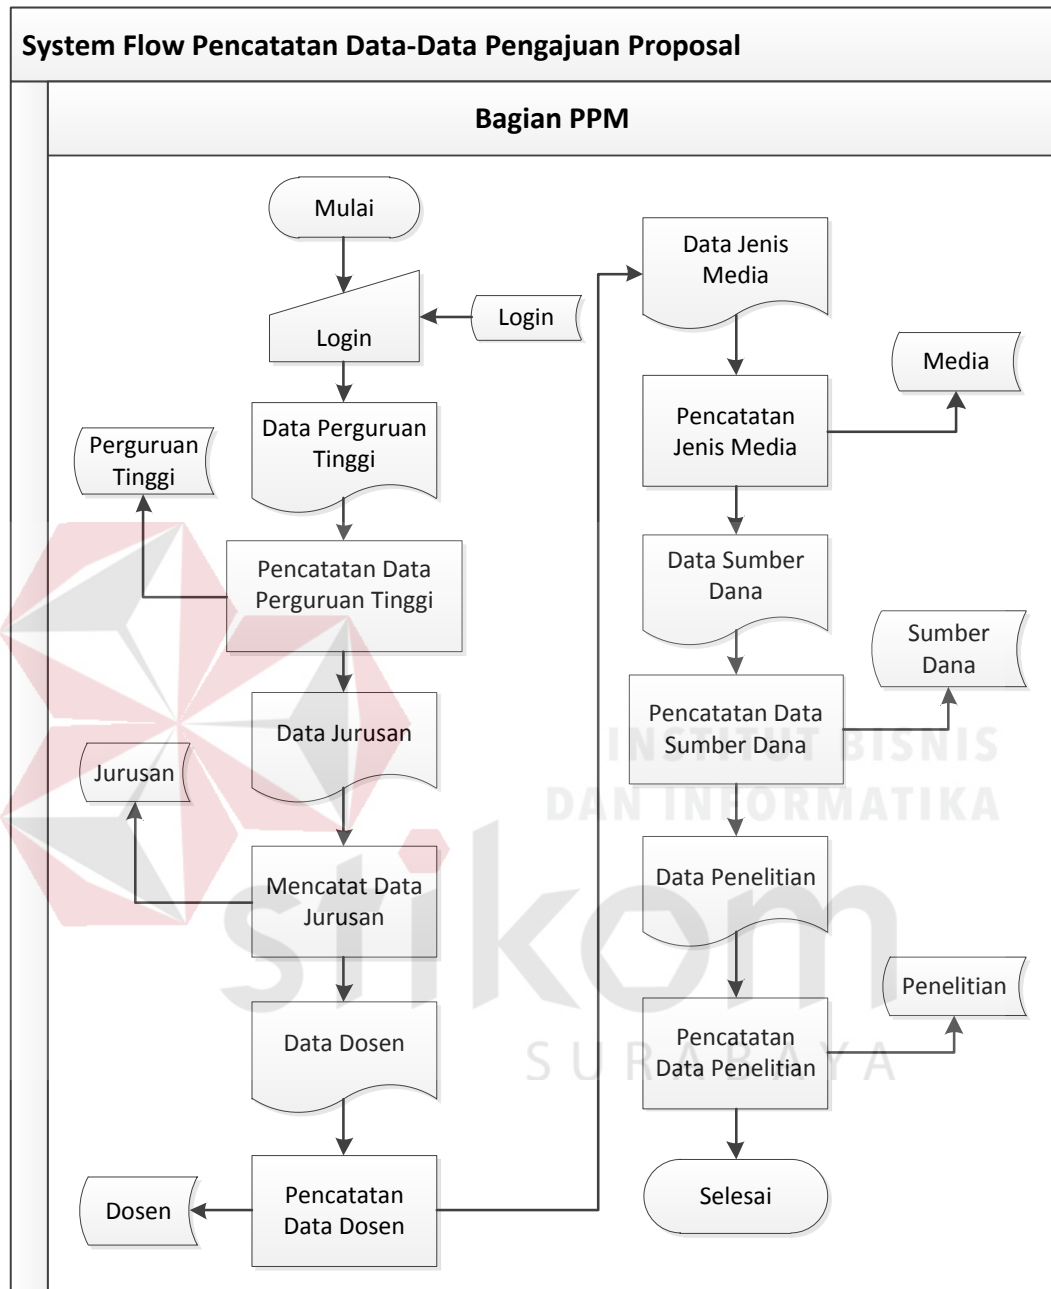 System Flow Pencatatan Data-Data Pengajuan Proposal
Bagian PPM
Mulai
Login
Login
Data Perguruan
Tinggi
Perguruan
Tinggi
Pencatatan Data
Perguruan Tinggi
Data Jurusan
Jurusan
Mencatat Data
Jurusan
Data Dosen
Pencatatan
Data Dosen
Dosen
Data Jenis
Media
Media
Pencatatan
Jenis Media
Data Sumber
Dana
Sumber
Dana
Pencatatan Data
Sumber Dana
Data Penelitian
Penelitian
Pencatatan
Data Penelitian
Selesai
INSTITUT BISNIS
DAN INFORMATIKA
stikom
SURABAYA